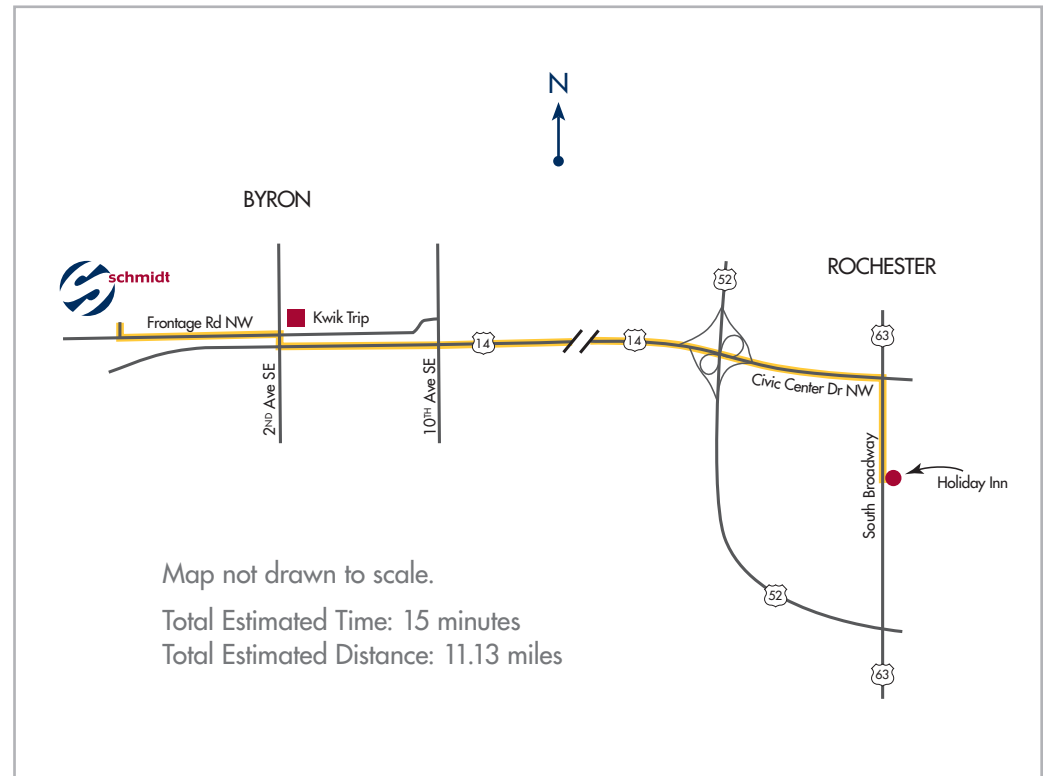 N
BYRON
schmidt
Frontage Rd NW
Kwik Trip
2ND Ave SE
10TH Ave SE
14
14
52
ROCHESTER
63
Civic Center Dr NW
South Broadway
Holiday Inn
52
63
Map not drawn to scale.
Total Estimated Time: 15 minutes
Total Estimated Distance: 11.13 miles